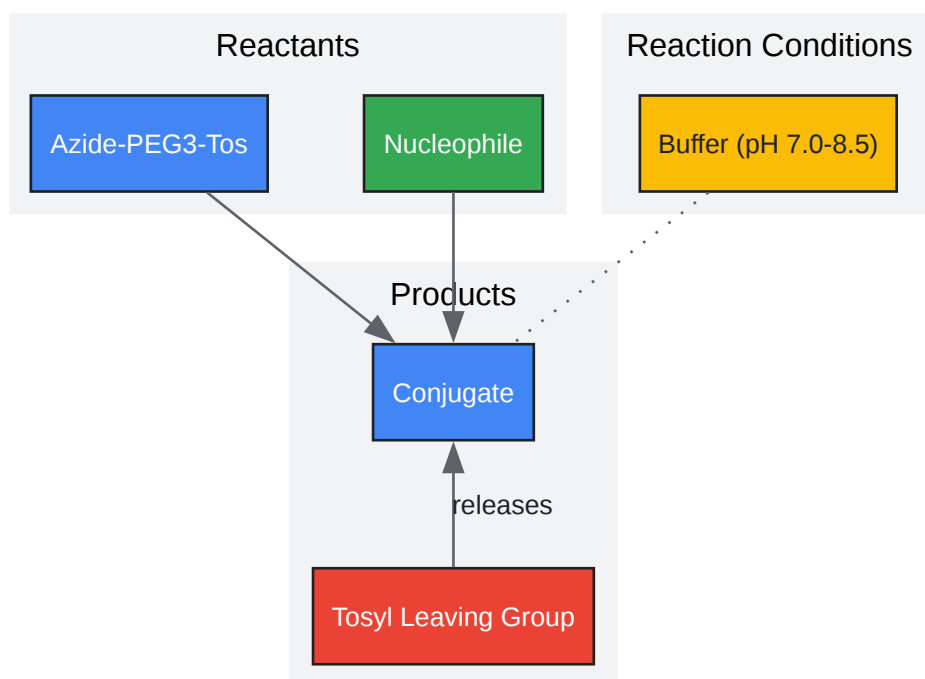 Reactants
Reaction Conditions
Azide-PEG3-Tos
Nucleophile
Buffer (pH 7.0-8.5)
Products
Conjugate
releases
Tosyl Leaving Group